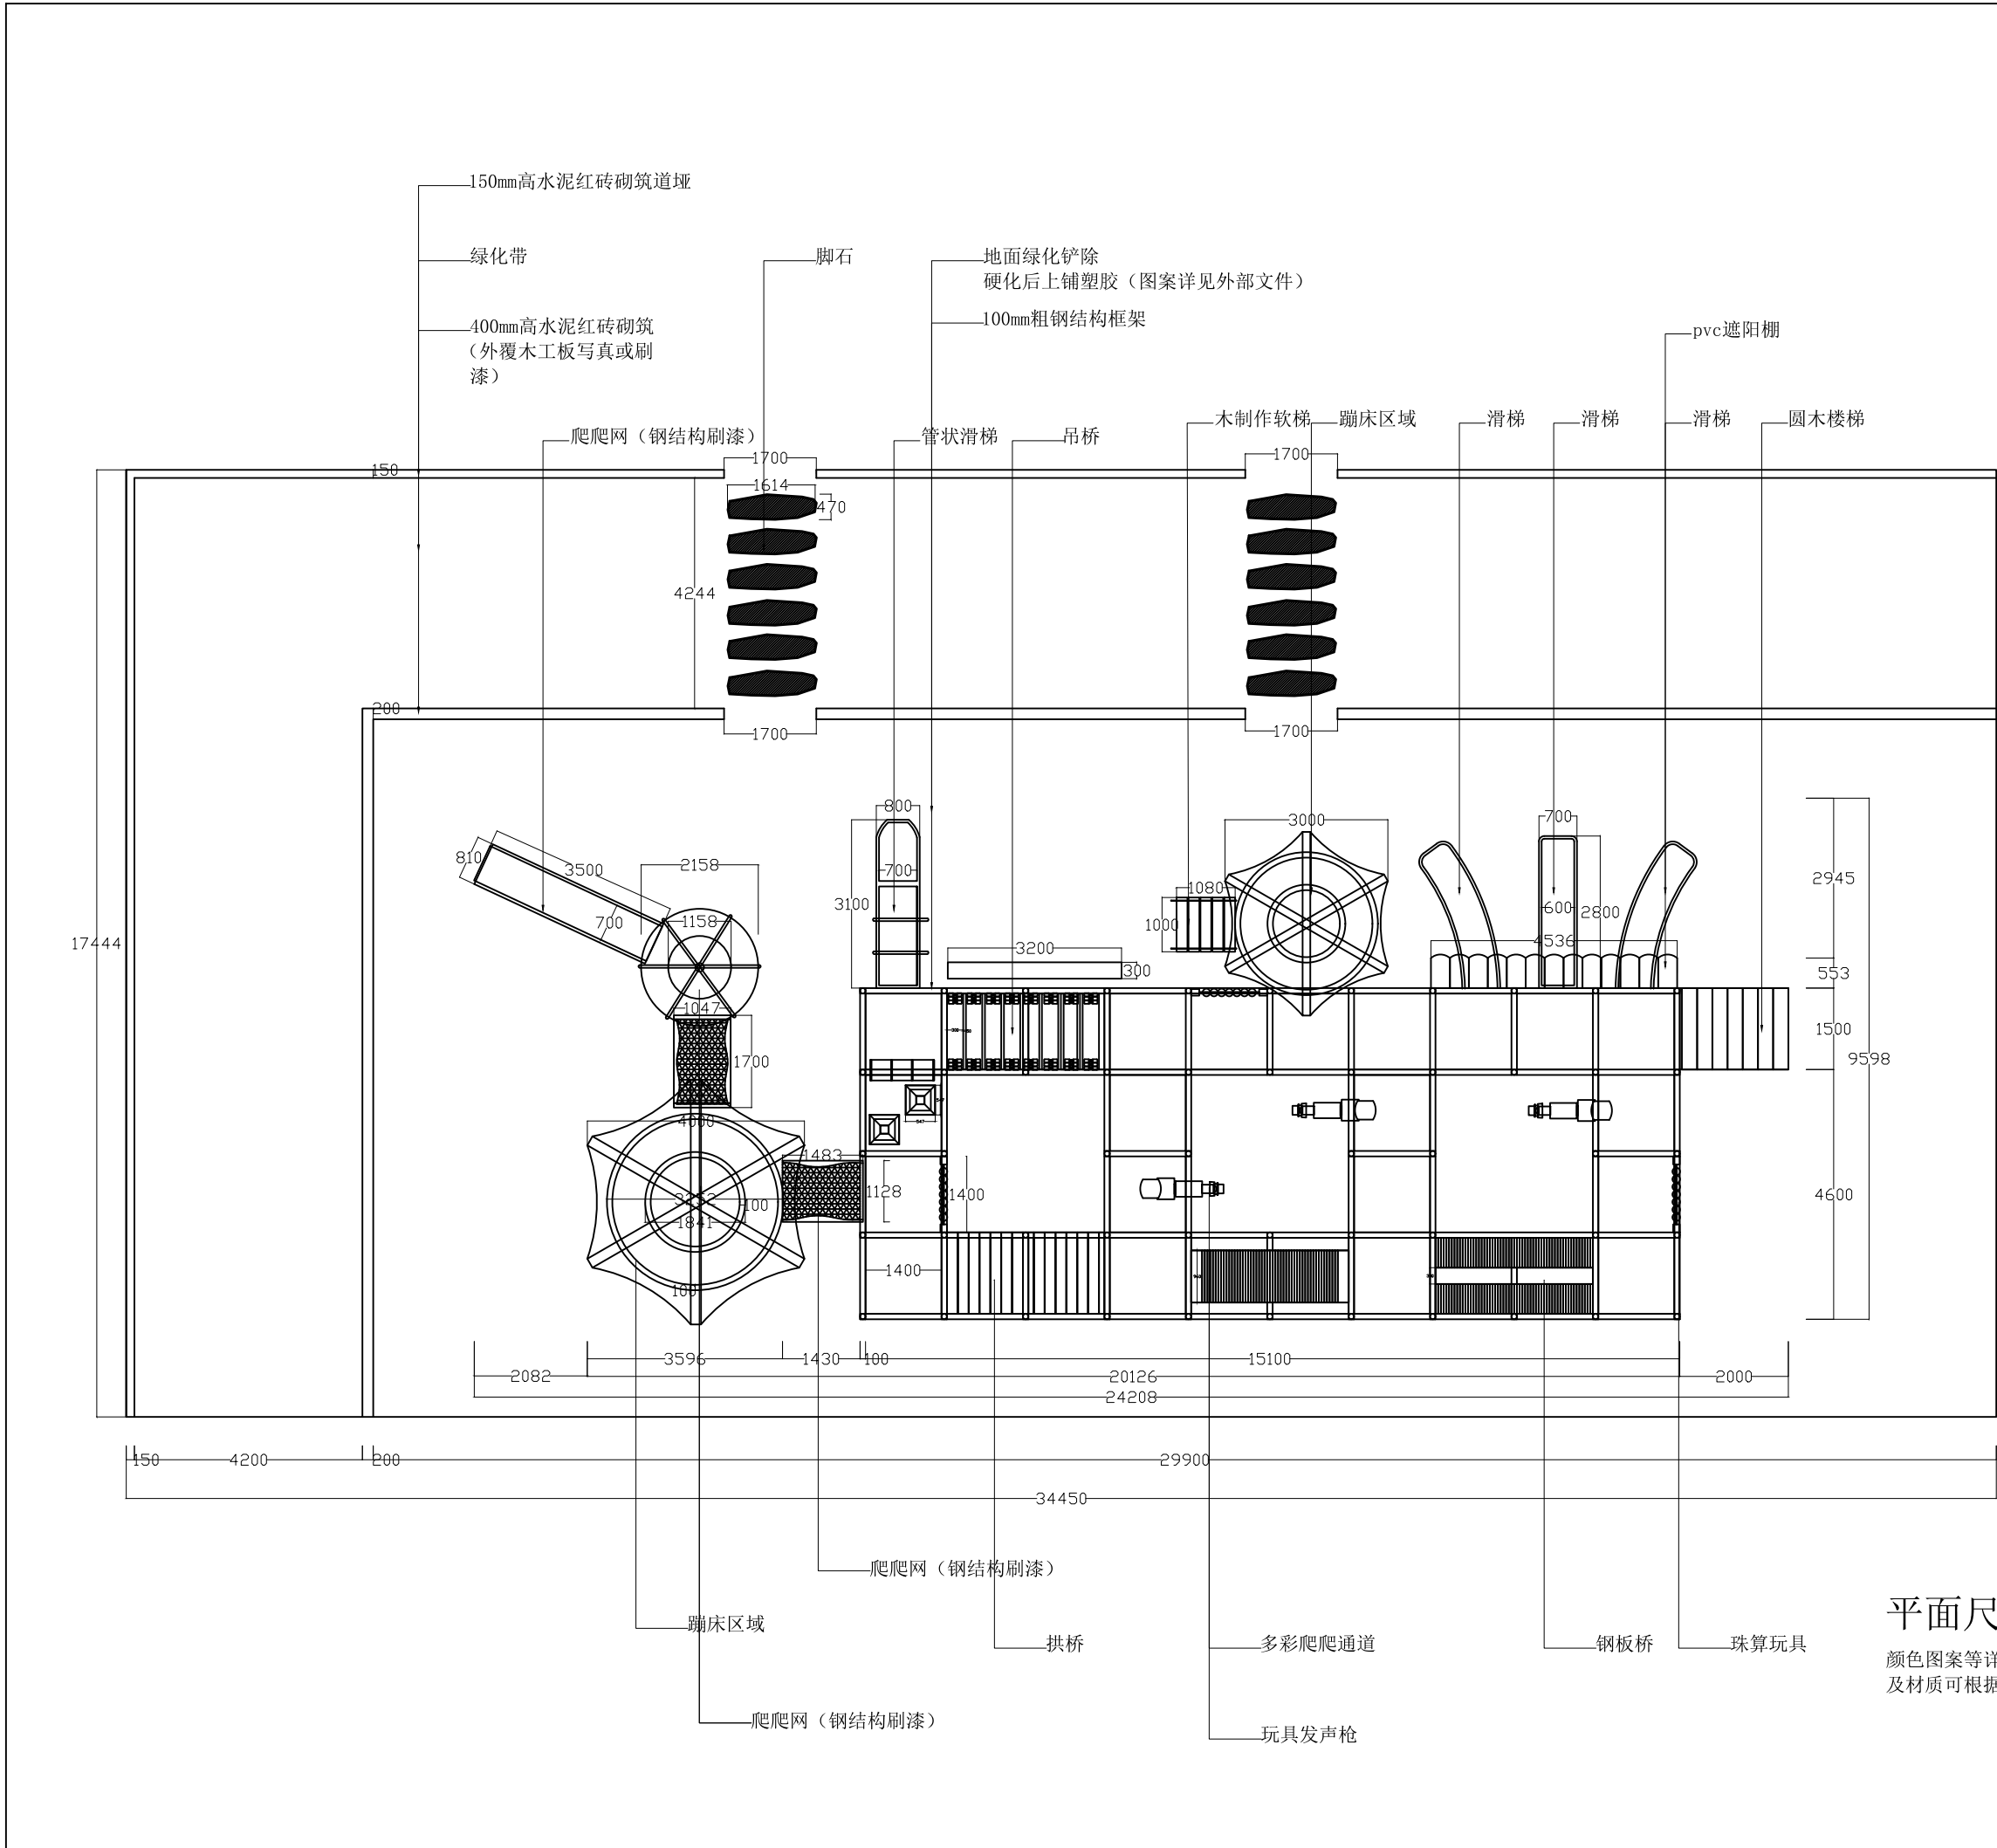 150mm高水泥红砖砌筑道垭
绿化带
脚石
地面绿化铲除
硬化后上铺塑胶（图案详见外部文件）
100mm粗钢结构框架
400mm高水泥红砖砌筑
（外覆木工板写真或刷
漆）
pvc遮阳棚
爬爬网（钢结构刷漆）
管状滑梯
吊桥
木制作软梯
蹦床区域
滑梯
滑梯
滑梯
圆木楼梯
150
1700
1700
1614
470
4244
200
1700
1700
17444
810
3500
700
2158
1158
1047
1700
800
700
3100
3200
300
1080
1000
3000
700
600
2800
4536
2945
553
1500
9598
4600
4000
3252
1841
100
100
1483
1128
1400
1400
3596
1430
100
15100
2082
20126
2000
24208
150
4200
200
29900
34450
爬爬网（钢结构刷漆）
蹦床区域
拱桥
多彩爬爬通道
钢板桥
珠算玩具
爬爬网（钢结构刷漆）
玩具发声枪
平面尺
颜色图案等详
及材质可根据